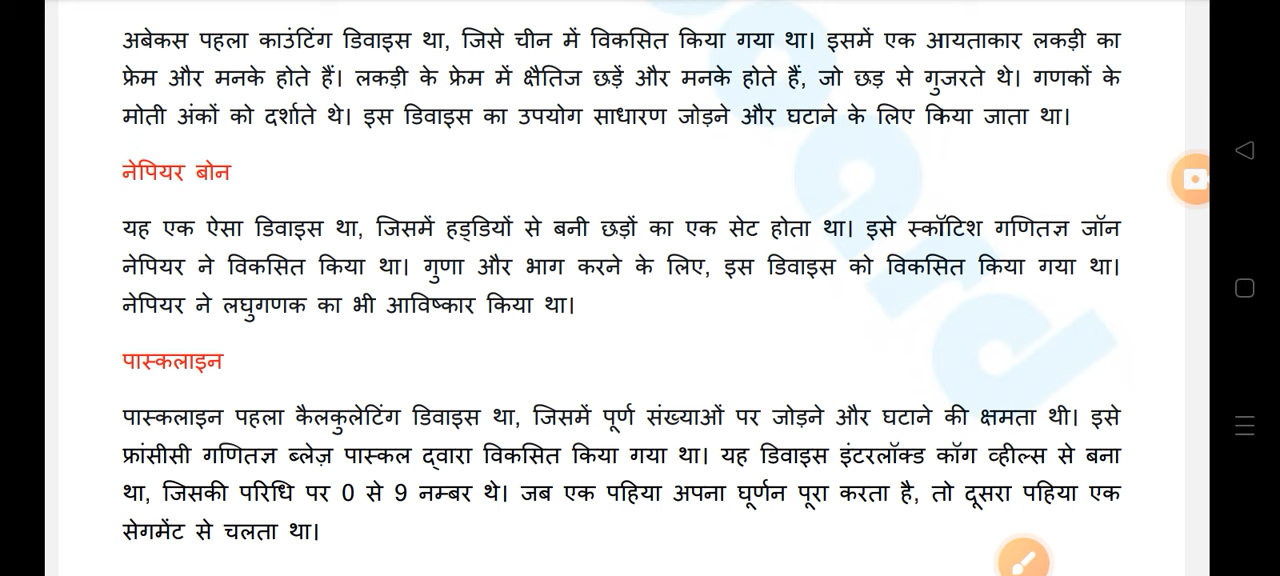 अबेकस पहला काउंटिंग डिवाइस था, जिसे चीन में विकसित किया गया था। इसमें एक आयताकार लकड़ी का
फ्रेम और मनके होते हैं। लकड़ी के फ्रेम में क्षैतिज छड़ें और मनके होते हैं, जो छड़ से गुजरते थे। गणकों के
मोती अंकों को दर्शाते थे। इस डिवाइस का उपयोग साधारण जोड़ने और घटाने के लिए किया जाता था।
नेपियर बोन
यह एक ऐसा डिवाइस था, जिसमें हड्डियों से बनी छड़ों का एक सेट होता था। इसे स्कॉटिश गणितज्ञ जॉन
नेपियर ने विकसित किया था। गुणा और भाग करने के लिए, इस डिवाइस को विकसित किया गया था।
नेपियर ने लघुगणक का भी आविष्कार किया था।
पास्कलाइन
पास्कलाइन पहला कैलकुलेटिंग डिवाइस था, जिसमें पूर्ण संख्याओं पर जोड़ने और घटाने की क्षमता थी। इसे
फ्रांसीसी गणितज्ञ ब्लेज़ पास्कल द्वारा विकसित किया गया था। यह डिवाइस इंटरलॉक्ड कॉग व्हील्स से बना
था, जिसकी परिधि पर 0 से 9 नम्बर थे। जब एक पहिया अपना घूर्णन पूरा करता है, तो दूसरा पहिया एक
सेगमेंट से चलता था।